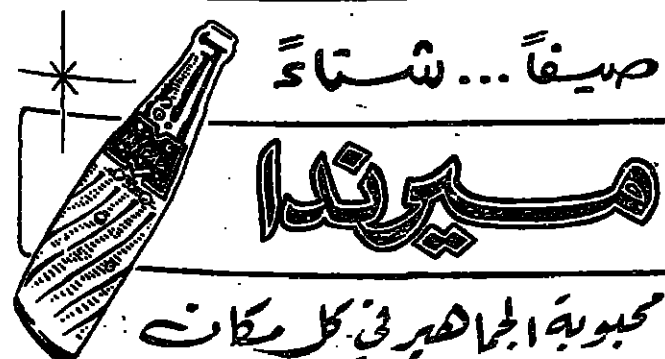 صيفاً ... شتاءً
ميرندا
محبوبة الجماهير في كل مكان